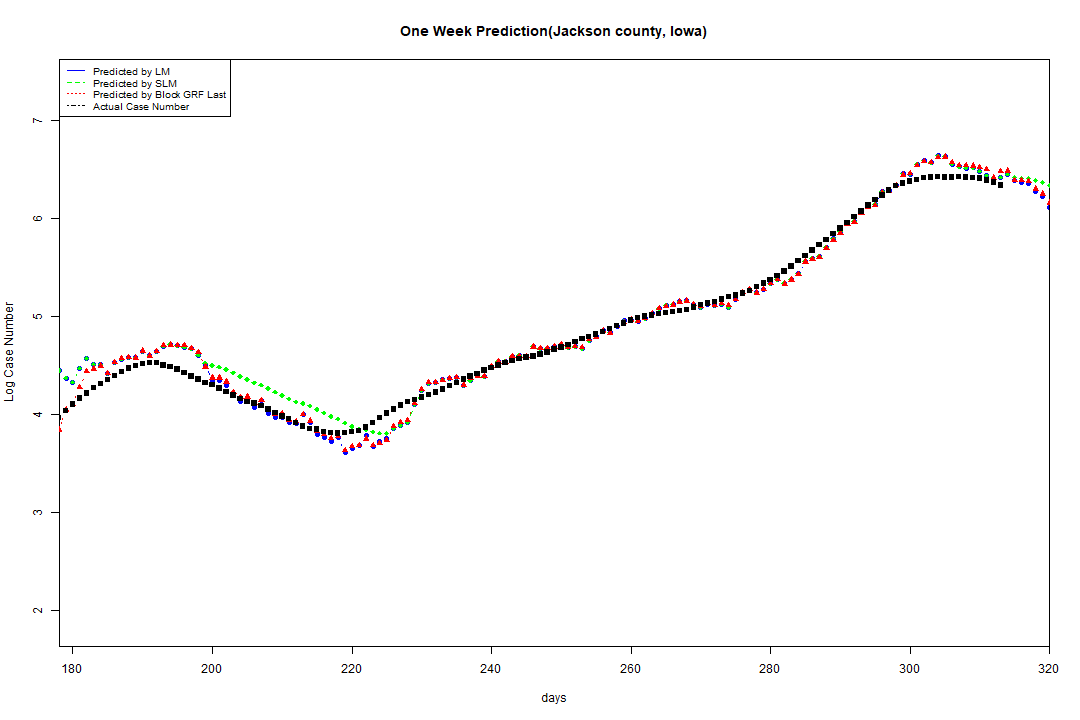 One Week Prediction(Jackson county, Iowa)
Predicted by LM
Predicted by SLM
Predicted by Block GRF Last
Actual Case Number
7
6
5
4
3
2
Log Case Number
180 200 220 240 260 280 300 320
days